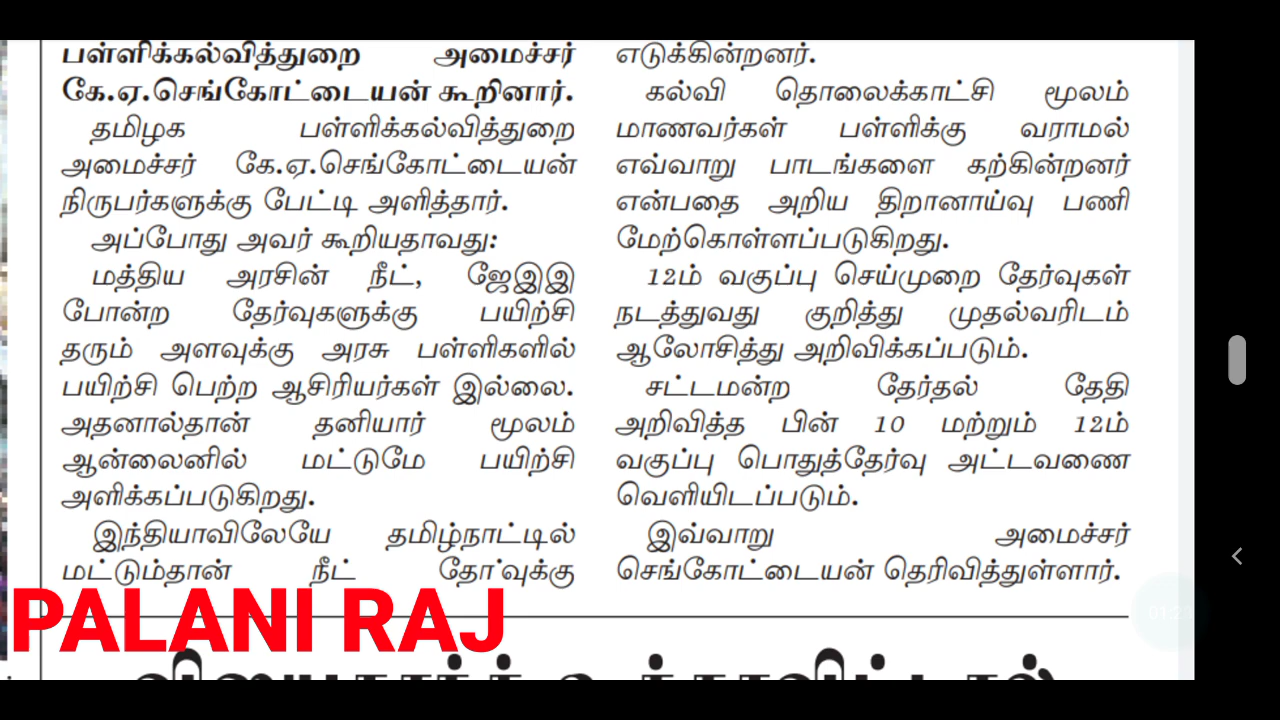 பள்ளிக்கல்வித்துறை அமைச்சர்
கே.ஏ.செங்கோட்டையன் கூறினார்.
தமிழக பள்ளிக்கல்வித்துறை
அமைச்சர் கே.ஏ.செங்கோட்டையன்
நிருபர்களுக்கு பேட்டி அளித்தார்.
அப்போது அவர் கூறியதாவது:
மத்திய அரசின் நீட், ஜேஇஇ
போன்ற தேர்வுகளுக்கு பயிற்சி
தரும் அளவுக்கு அரசு பள்ளிகளில்
பயிற்சி பெற்ற ஆசிரியர்கள் இல்லை.
அதனால்தான் தனியார் மூலம்
ஆன்லைனில் மட்டுமே பயிற்சி
அளிக்கப்படுகிறது.
இந்தியாவிலேயே தமிழ்நாட்டில்
மட்டும்தான் நீட் தேர்வுக்கு
எடுக்கின்றனர்.
கல்வி தொலைக்காட்சி மூலம்
மாணவர்கள் பள்ளிக்கு வராமல்
எவ்வாறு பாடங்களை கற்கின்றனர்
என்பதை அறிய திறானாய்வு பணி
மேற்கொள்ளப்படுகிறது.
12ம் வகுப்பு செய்முறை தேர்வுகள்
நடத்துவது குறித்து முதல்வரிடம்
ஆலோசித்து அறிவிக்கப்படும்.
சட்டமன்ற தேர்தல் தேதி
அறிவித்த பின் 10 மற்றும் 12ம்
வகுப்பு பொதுத்தேர்வு அட்டவணை
வெளியிடப்படும்.
இவ்வாறு அமைச்சர்
செங்கோட்டையன் தெரிவித்துள்ளார்.
PALANI RAJ